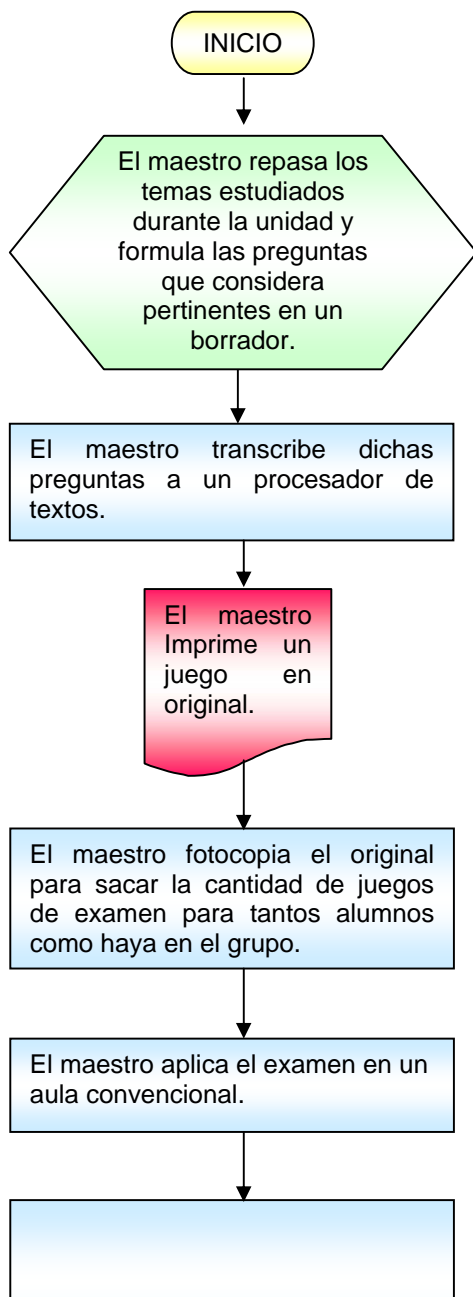 INICIO
El maestro repasa los
temas estudiados
durante la unidad y
formula las preguntas
que considera
pertinentes en un
borrador.
El maestro transcribe dichas
preguntas a un procesador de
textos.
El maestro
Imprime un
juego en
original.
El maestro fotocopia el original
para sacar la cantidad de juegos
de examen para tantos alumnos
como haya en el grupo.
El maestro aplica el examen en un
aula convencional.